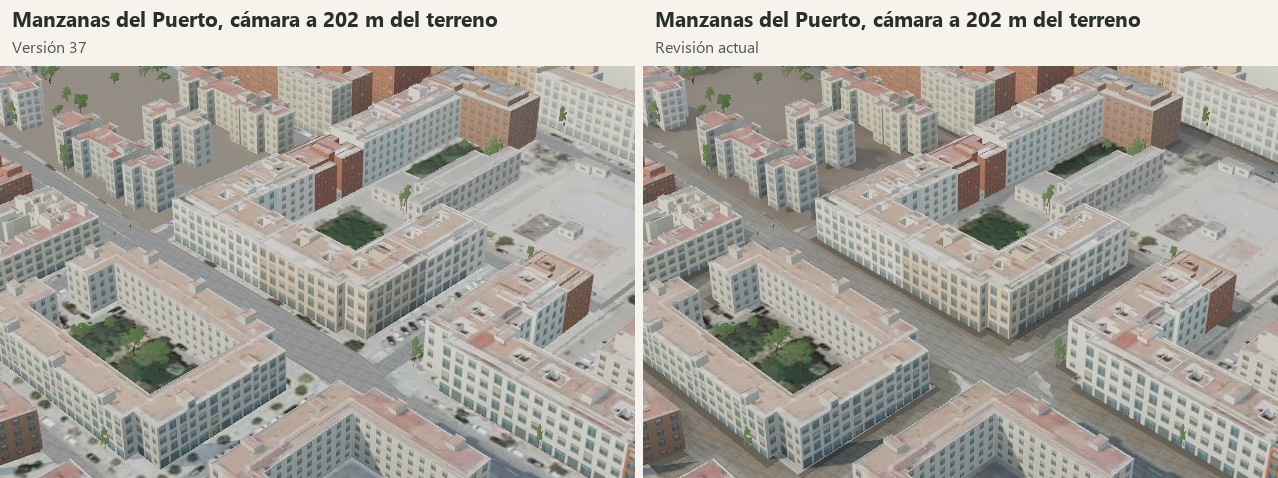 Manzanas del Puerto, cámara a 202 m del terreno
Versión 37
Manzanas del Puerto, cámara a 202 m del terreno
Revisión actual